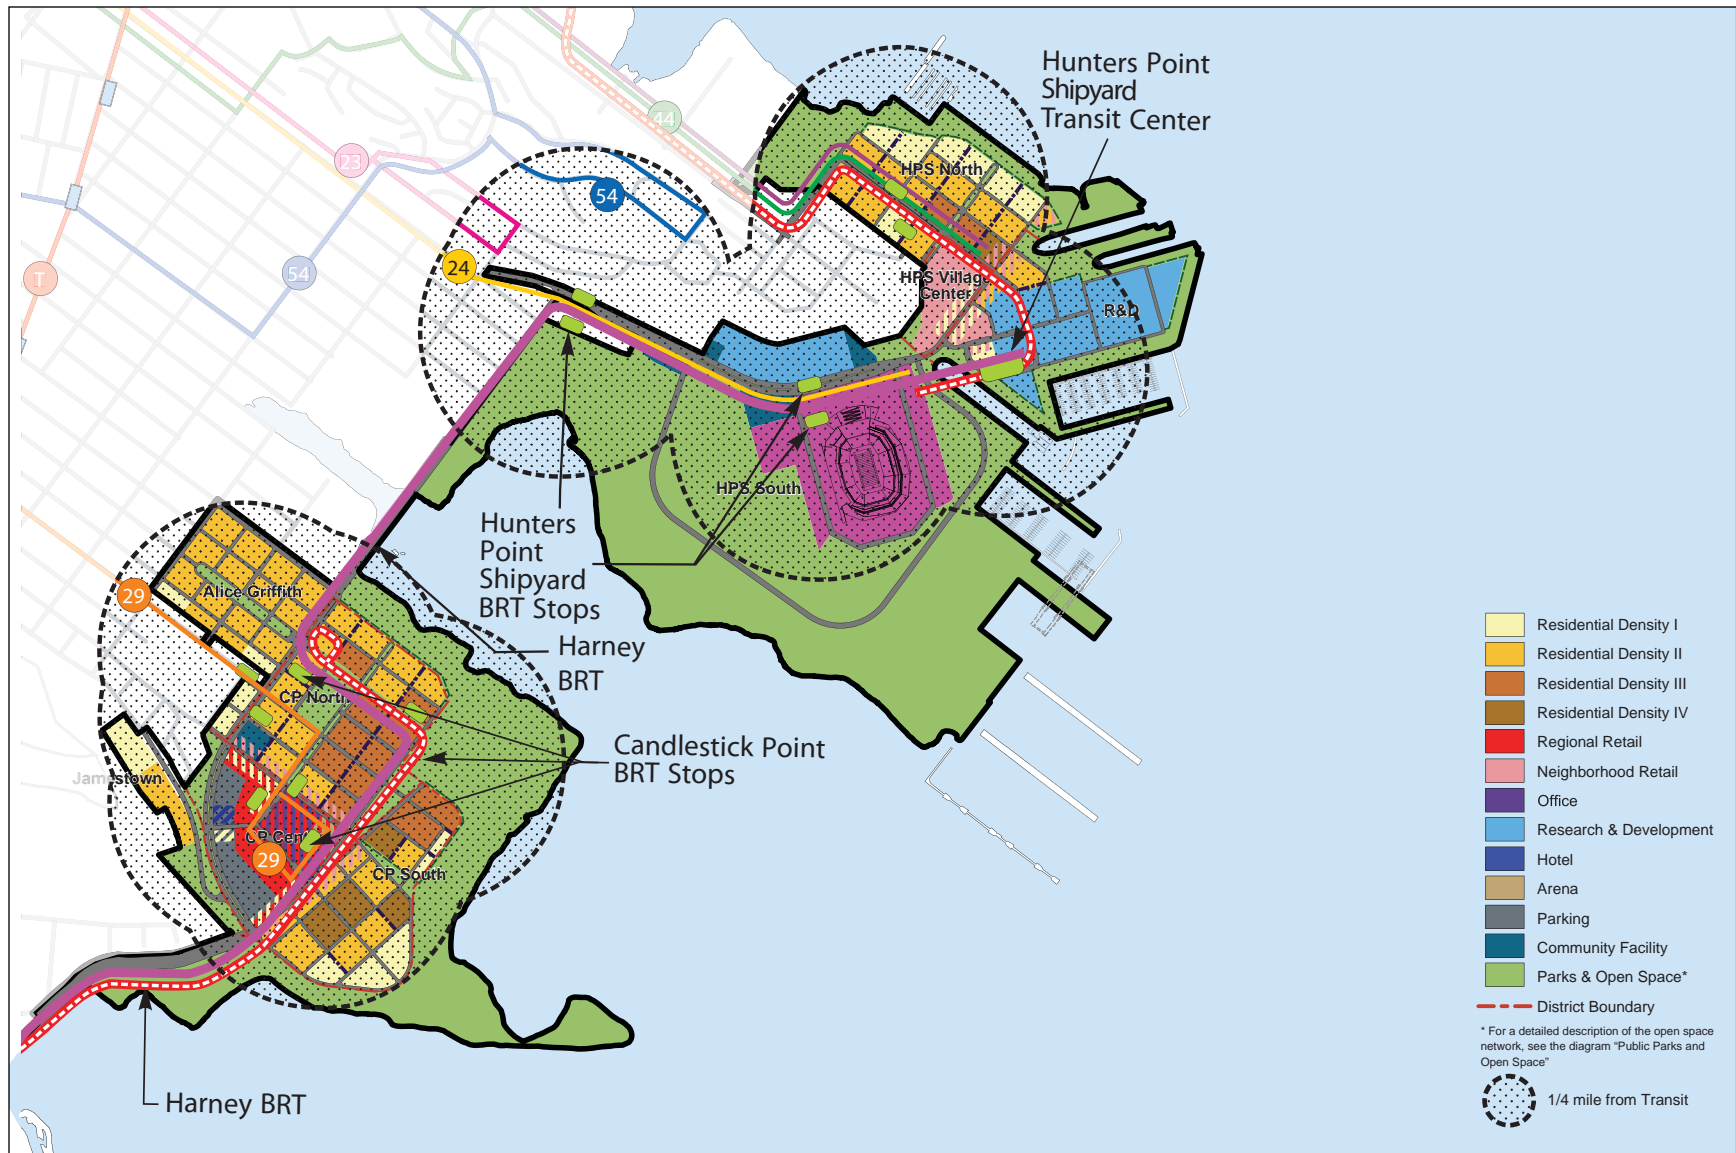 Hunters Point
Shipyard
Transit Center
44
23
HPS North
54
24
54
T
HPS Village
Center
R&D
HPS South
Hunters
Point
Shipyard
BRT Stops
Alice Griffith
29
Harney
BRT
CP North
Candlestick Point
BRT Stops
Jamestown
CP Cent
29
CP South
Harney BRT
Residential Density I
Residential Density II
Residential Density III
Residential Density IV
Regional Retail
Neighborhood Retail
Office
Research & Development
Hotel
Arena
Parking
Community Facility
Parks & Open Space*
District Boundary
* For a detailed description of the open space
network, see the diagram “Public Parks and
Open Space”
1/4 mile from Transit